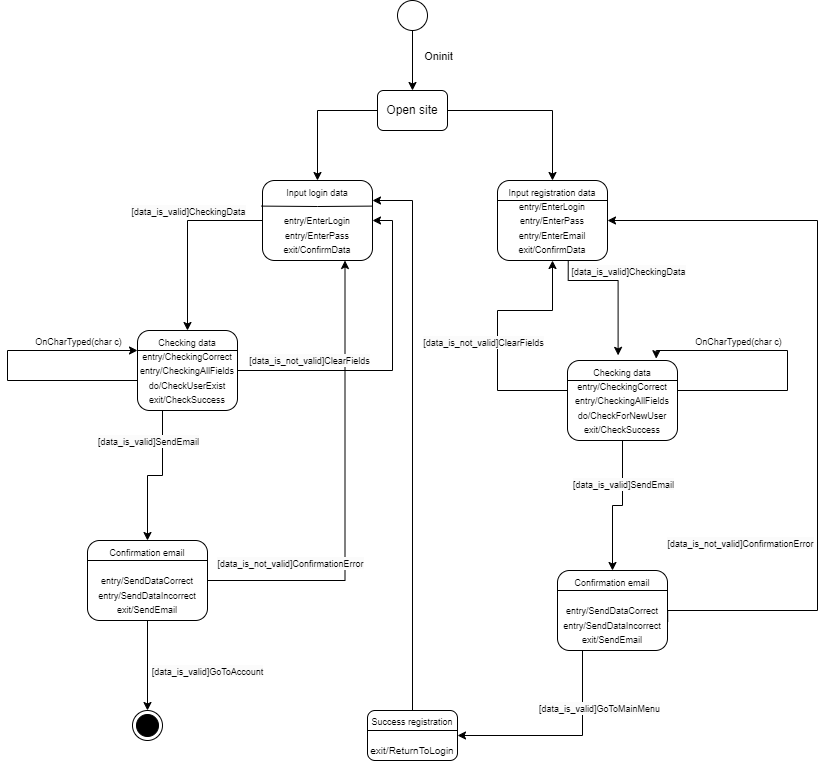 Oninit
Open site
Input login data
entry/EnterLogin
entry/EnterPass
exit/ConfirmData
Input registration data
entry/EnterLogin
entry/EnterPass
entry/EnterEmail
exit/ConfirmData
[data_is_valid]CheckingData
[data_is_valid]CheckingData
OnCharTyped(char c)
Checking data
entry/CheckingCorrect
entry/CheckingAllFields
do/CheckUserExist
exit/CheckSuccess
[data_is_not_valid]ClearFields
[data_is_not_valid]ClearFields
OnCharTyped(char c)
Checking data
entry/CheckingCorrect
entry/CheckingAllFields
do/CheckForNewUser
exit/CheckSuccess
[data_is_valid]SendEmail
[data_is_valid]SendEmail
Confirmation email
entry/SendDataCorrect
entry/SendDataIncorrect
exit/SendEmail
[data_is_not_valid]ConfirmationError
[data_is_not_valid]ConfirmationError
Confirmation email
entry/SendDataCorrect
entry/SendDataIncorrect
exit/SendEmail
[data_is_valid]GoToAccount
[data_is_valid]GoToMainMenu
Success registration
exit/ReturnToLogin